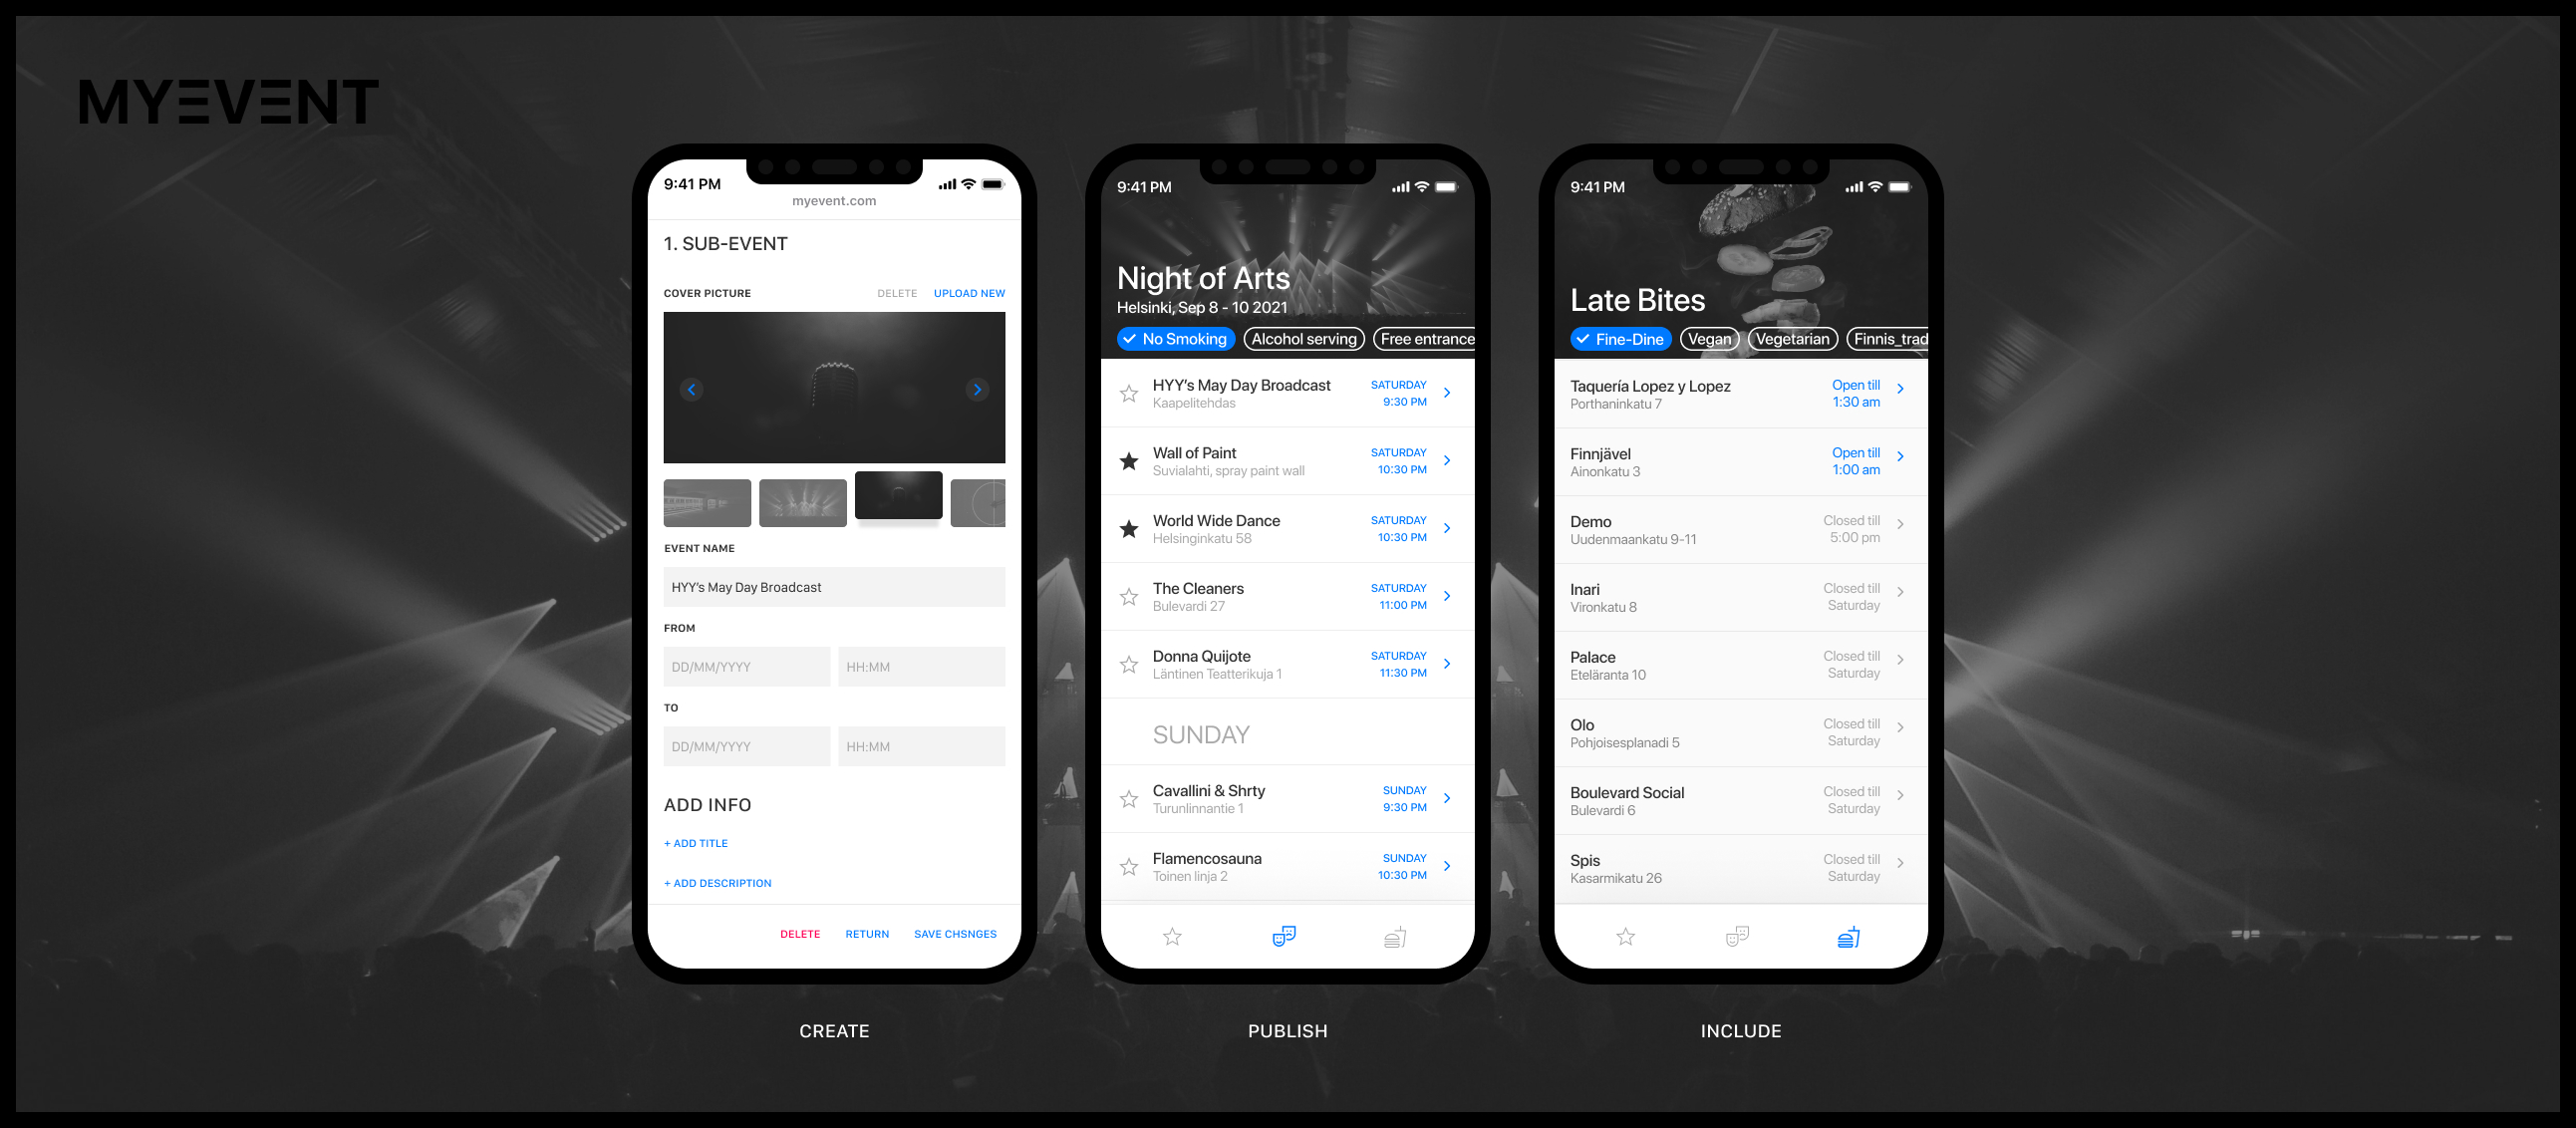 MYEVENT
9:41 PM
myevent.com
1. SUB-EVENT
COVER PICTURE
DELETE
UPLOAD NEW
EVENT NAME
HYY's May Day Broadcast
FROM
DD/MM/YYYY
HH:MM
TO
DD/MM/YYYY
HH:MM
ADD INFO
+ ADD TITLE
+ ADD DESCRIPTION
DELETE
RETURN
SAVE CHSNGES
CREATE
9:41 PM
Night of Arts
Helsinki, Sep 8 - 10 2021
No Smoking
Alcohol serving
Free entrance
HYY's May Day Broadcast
Kaapelitehdas
SATURDAY
9:30 PM
Wall of Paint
Suvialahti, spray paint wall
SATURDAY
10:30 PM
World Wide Dance
Helsinginkatu 58
SATURDAY
10:30 PM
The Cleaners
Bulevardi 27
SATURDAY
11:00 PM
Donna Quijote
Läntinen Teatterikuja 1
SATURDAY
11:30 PM
SUNDAY
Cavallini & Shrty
Turunlinnantie 1
SUNDAY
9:30 PM
Flamencosauna
Toinen linja 2
SUNDAY
10:30 PM
PUBLISH
9:41 PM
Late Bites
Fine-Dine
Vegan
Vegetarian
Finnis_trad
Taquería Lopez y Lopez
Porthaninkatu 7
Open till
1:30 am
Finnjävel
Ainonkatu 3
Open till
1:00 am
Demo
Uudenmaankatu 9-11
Closed till
5:00 pm
Inari
Vironkatu 8
Closed till
Saturday
Palace
Eteläranta 10
Closed till
Saturday
Olo
Pohjoisesplanadi 5
Closed till
Saturday
Boulevard Social
Bulevardi 6
Closed till
Saturday
Spis
Kasarmikatu 26
Closed till
Saturday
INCLUDE